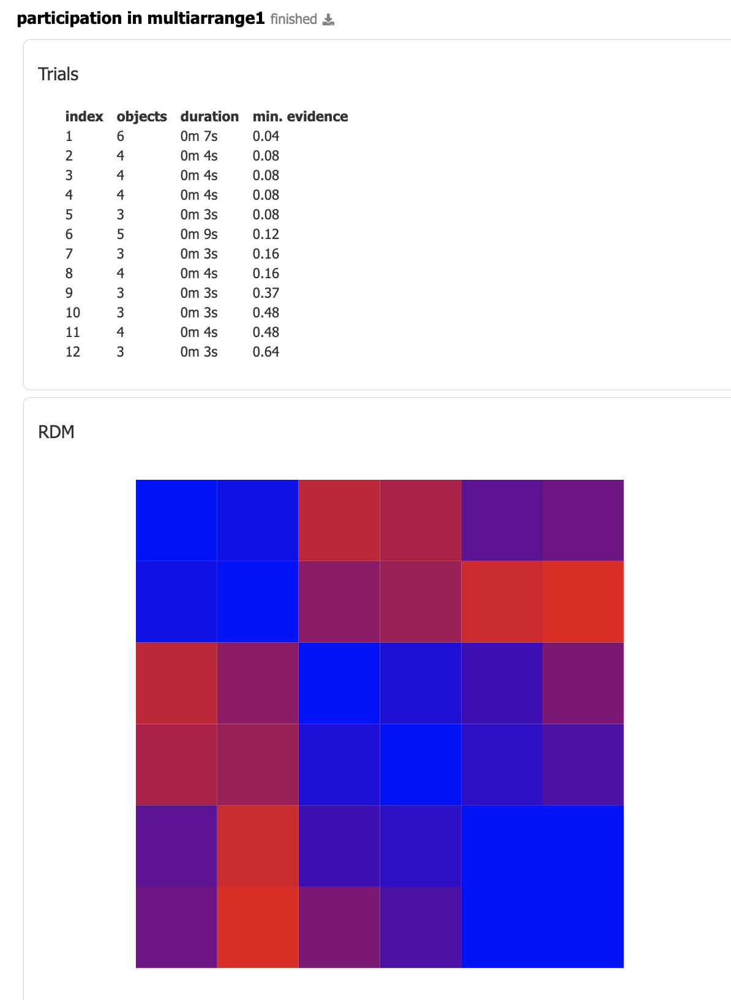 participation in multiarrange1 finished
Trials
index objects duration min. evidence
1 6 0m 7s 0.04
2 4 0m 4s 0.08
3 4 0m 4s 0.08
4 4 0m 4s 0.08
5 3 0m 3s 0.08
6 5 0m 9s 0.12
7 3 0m 3s 0.16
8 4 0m 4s 0.16
9 3 0m 3s 0.37
10 3 0m 3s 0.48
11 4 0m 4s 0.48
12 3 0m 3s 0.64
RDM